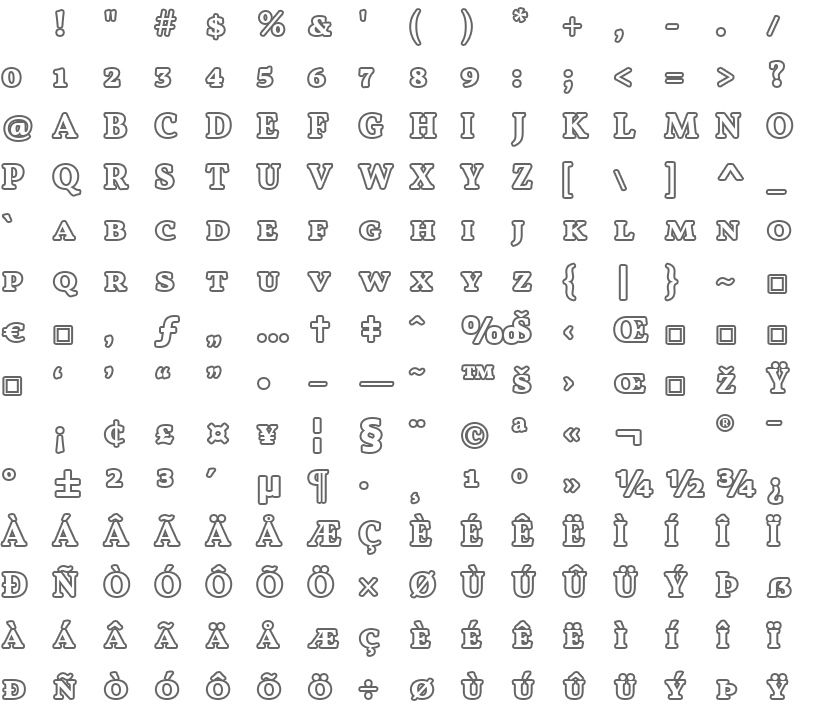 ! " # $ % & ' ( ) * + , - . /
0 1 2 3 4 5 6 7 8 9 : ; < = > ?
@ A B C D E F G H I J K L M N O
P Q R S T U V W X Y Z [ \ ] ^ _
` A B C D E F G H I J K L M N O
P Q R S T U V W X Y Z { | } ~ □
€ □ ‚ ƒ „ … † ‡ ˆ ‰ Š ‹ Œ □ □ □
□ ‘ ’ “ ” • – — ˜ ™ Š › Œ □ Ž Ÿ
¡ ¢ £ ¤ ¥ ¦ § ¨ © ª « ¬ ® ¯
° ± ² ³ ´ µ ¶ · ¸ ¹ º » ¼ ½ ¾ ¿
À Á Â Ã Ä Å Æ Ç È É Ê Ë Ì Í Î Ï
Ð Ñ Ò Ó Ô Õ Ö × Ø Ù Ú Û Ü Ý Þ ß
À Á Â Ã Ä Å Æ Ç È É Ê Ë Ì Í Î Ï
Ð Ñ Ò Ó Ô Õ Ö ÷ Ø Ù Ú Û Ü Ý Þ Ÿ